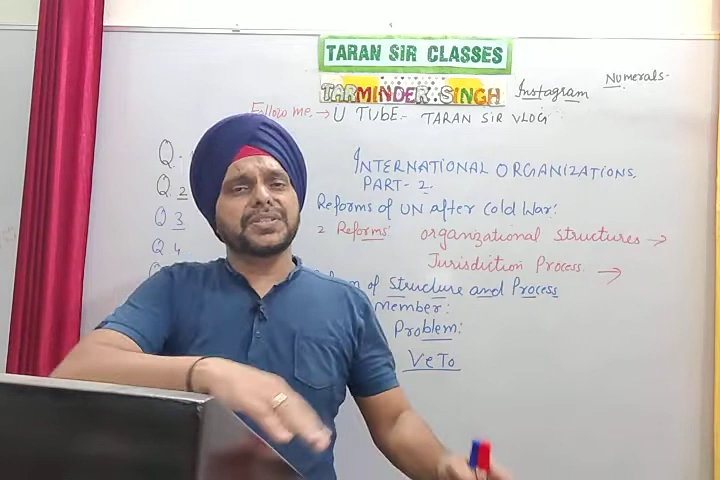 TARAN SIR CLASSES
TARMINDER SINGH
Instagram
Numerals-
Follow me. → U TUBE:- TARAN SIR VLOG
Q.
Q. 2
Q 3
Q. 4
INTERNATIONAL ORGANIZATIONS.
PART- 2.
Reforms of UN after Cold War:
2 Reforms: organizational structures →
Jurisdiction Process. →
of Structure and Process
Member:
Problem:
VeTo